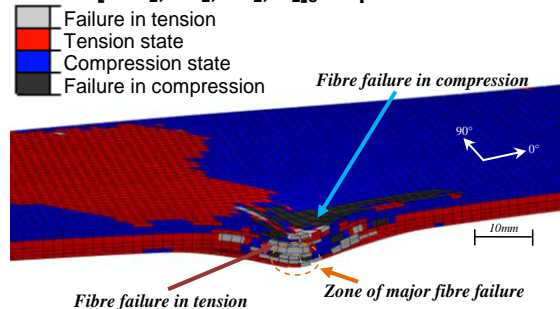 Failure in tension
Tension state
Compression state
Failure in compression
Fibre failure in compression
90°
0°
10mm
Fibre failure in tension
Zone of major fibre failure